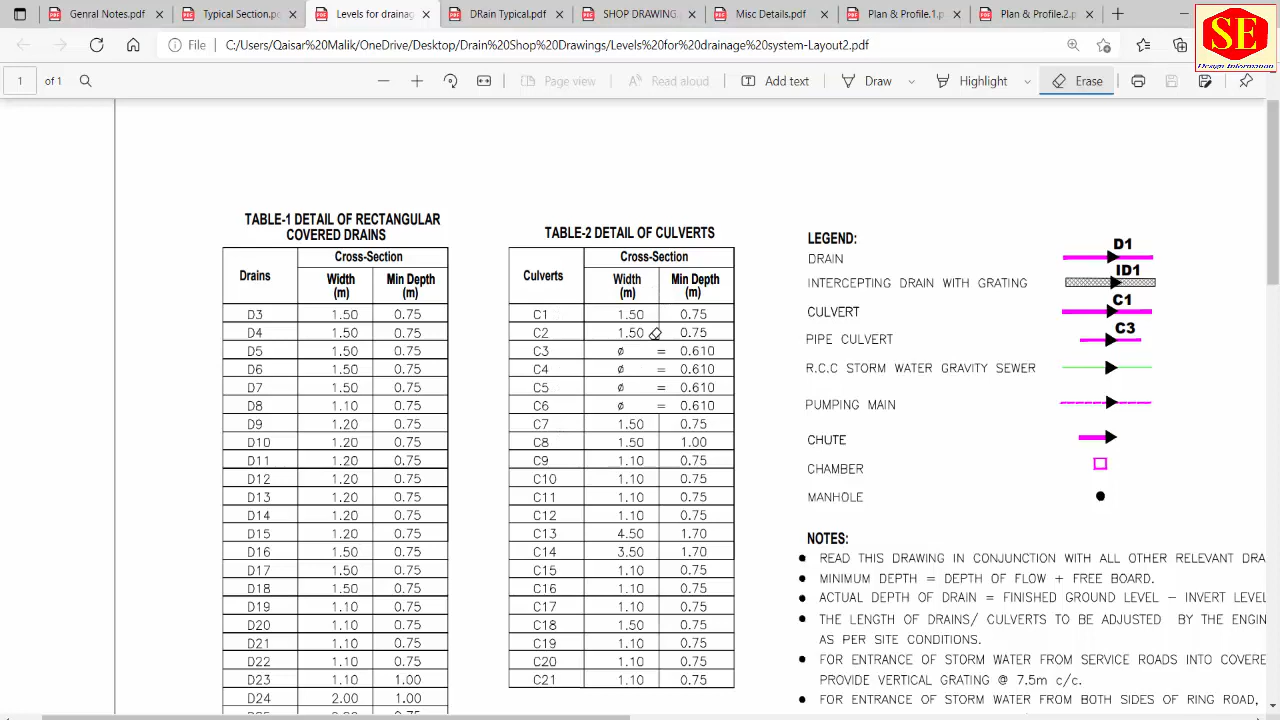 Genrel Notes.pdf
Typical Section.p
Levels for drainag
DRain Typical
SHOP DRAWING.
Misc Details.pdf
Plan & Profile.1.p
Plan & Profile.2.p
SE
Design Information
File
C:/Users/Qaisar%20Malik/OneDrive/Desktop/Drain%20Shop%20Drawings/Levels%20for%20drainage%20system-Layout2.pdf
1
of 1
Page view
Read aloud
Add text
Draw
Highlight
Erase
TABLE-1 DETAIL OF RECTANGULAR
COVERED DRAINS
Drains
Cross-Section
Width
(m)
Min Depth
(m)
D3 1.50 0.75
D4 1.50 0.75
D5 1.50 0.75
D6 1.50 0.75
D7 1.50 0.75
D8 1.10 0.75
D9 1.20 0.75
D10 1.20 0.75
D11 1.20 0.75
D12 1.20 0.75
D13 1.20 0.75
D14 1.20 0.75
D15 1.20 0.75
D16 1.50 0.75
D17 1.50 0.75
D18 1.50 0.75
D19 1.10 0.75
D20 1.10 0.75
D21 1.10 0.75
D22 1.10 0.75
D23 1.10 1.00
D24 2.00 1.00
TABLE-2 DETAIL OF CULVERTS
Culverts
Cross-Section
Width
(m)
Min Depth
(m)
C1 1.50 0.75
C2 1.50 0.75
C3 ø = 0.610
C4 ø = 0.610
C5 ø = 0.610
C6 ø = 0.610
C7 1.50 0.75
C8 1.50 1.00
C9 1.10 0.75
C10 1.10 0.75
C11 1.10 0.75
C12 1.10 0.75
C13 4.50 1.70
C14 3.50 1.70
C15 1.10 0.75
C16 1.10 0.75
C17 1.10 0.75
C18 1.50 0.75
C19 1.10 0.75
C20 1.10 0.75
C21 1.10 0.75
LEGEND:
DRAIN D1
INTERCEPTING DRAIN WITH GRATING ID1
CULVERT C1
PIPE CULVERT C3
R.C.C STORM WATER GRAVITY SEWER
PUMPING MAIN
CHUTE
CHAMBER
MANHOLE
NOTES:
• READ THIS DRAWING IN CONJUNCTION WITH ALL OTHER RELEVANT DRA
• MINIMUM DEPTH = DEPTH OF FLOW + FREE BOARD.
• ACTUAL DEPTH OF DRAIN = FINISHED GROUND LEVEL – INVERT LEVEL
• THE LENGTH OF DRAINS/ CULVERTS TO BE ADJUSTED BY THE ENGIN
AS PER SITE CONDITIONS.
• FOR ENTRANCE OF STORM WATER FROM SERVICE ROADS INTO COVERE
PROVIDE VERTICAL GRATING @ 7.5m c/c.
• FOR ENTRANCE OF STORM WATER FROM BOTH SIDES OF RING ROAD,